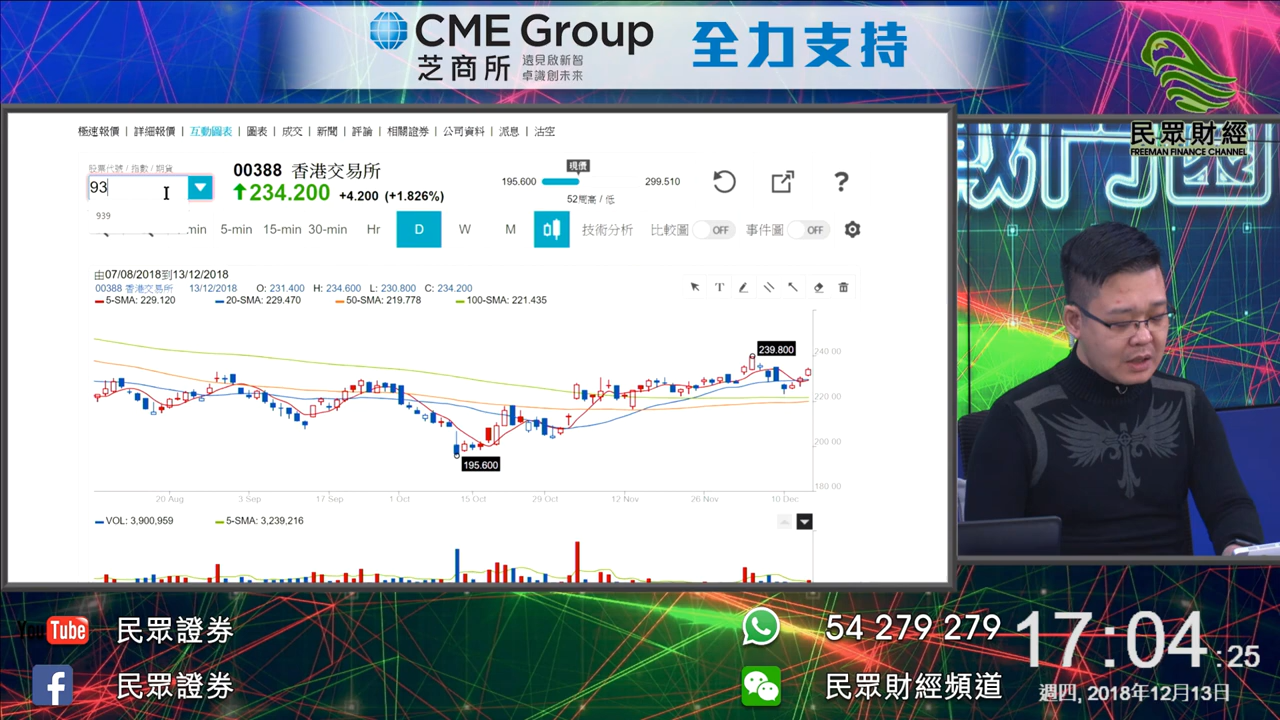 CME Group
芝商所
遠見啟新智
卓識創未來
全力支持
民眾財經
FREEMAN FINANCE CHANNEL
極速報價 | 詳細報價 | 互動圖表 | 圖表 | 成交 | 新聞 | 評論 | 相關證券 | 公司資料 | 派息 | 沽空
股票代號 / 指數 / 期貨
93
939
00388 香港交易所
234.200 +4.200 (+1.826%)
現價
195.600 299.510
52周高 / 低
?
min 5-min 15-min 30-min Hr D W M 技術分析 比較圖 OFF 事件圖 OFF
由07/08/2018到13/12/2018
00388 香港交易所 13/12/2018 O: 231.400 H: 234.600 L: 230.800 C: 234.200
5-SMA: 229.120 20-SMA: 229.470 50-SMA: 219.778 100-SMA: 221.435
T
239.800
240.00
220.00
200.00
195.600
180.00
20 Aug 3 Sep 17 Sep 1 Oct 15 Oct 29 Oct 12 Nov 26 Nov 10 Dec
VOL: 3,900,959 5-SMA: 3,239,216
YouTube 民眾證券
f 民眾證券
54 279 279
民眾財經頻道
17:04:25
週四, 2018年12月13日